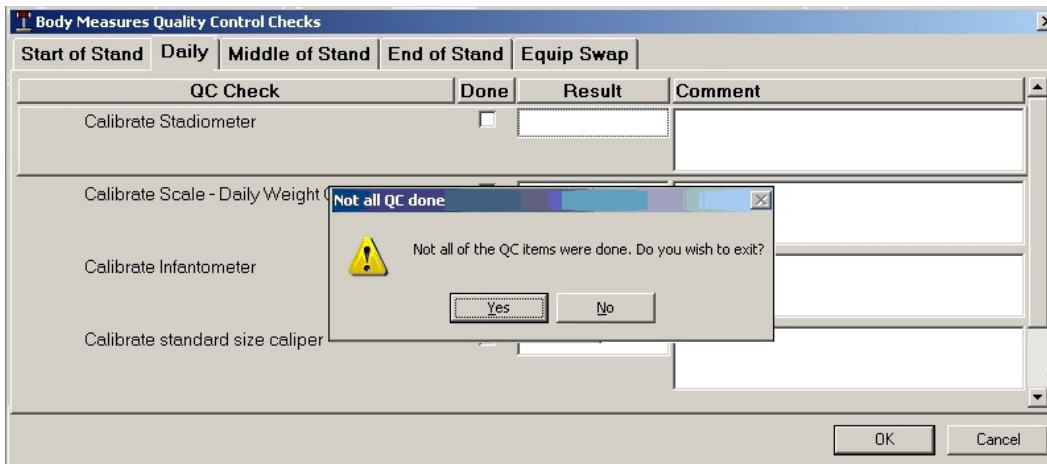 Body Measures Quality Control Checks
Start of Stand Daily Middle of Stand End of Stand Equip Swap
QC Check Done Result Comment
Calibrate Stadiometer
Calibrate Scale - Daily Weight
Not all QC done
Not all of the QC items were done. Do you wish to exit?
Calibrate Infantometer
Yes No
Calibrate standard size caliper
OK Cancel